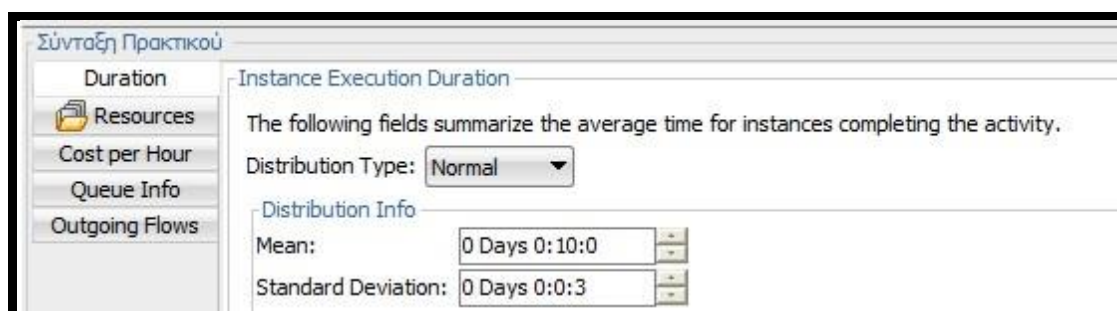 Σύνταξη Πρακτικού
Duration
Resources
Cost per Hour
Queue Info
Outgoing Flows
Instance Execution Duration
The following fields summarize the average time for instances completing the activity.
Distribution Type: Normal
Distribution Info
Mean: 0 Days 0:10:0
Standard Deviation: 0 Days 0:0:3